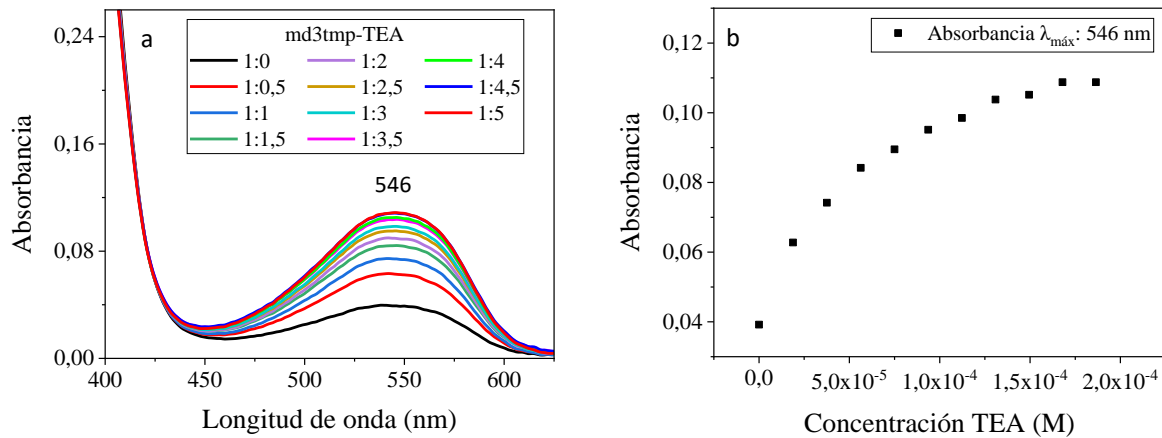 a
md3tmp-TEA
1:0 1:2 1:4
1:0,5 1:2,5 1:4,5
1:1 1:3 1:5
1:1,5 1:3,5
546
0,24
0,16
0,08
0,00
400 450 500 550 600
Absorbancia
Longitud de onda (nm)
b
Absorbancia λmáx: 546 nm
0,12
0,10
0,08
0,06
0,04
0,0 5,0x10-5 1,0x10-4 1,5x10-4 2,0x10-4
Absorbancia
Concentración TEA (M)